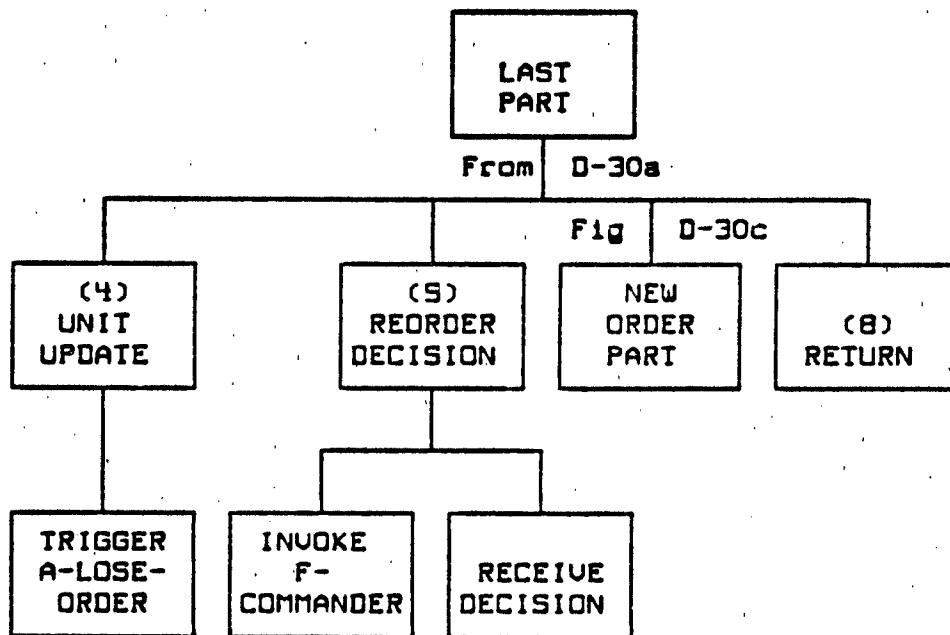 LAST
PART
From D-30a
Fig D-30c
(4)
UNIT
UPDATE
(5)
REORDER
DECISION
NEW
ORDER
PART
(8)
RETURN
TRIGGER
A-LOSE-
ORDER
INVOKE
F-
COMMANDER
RECEIVE
DECISION